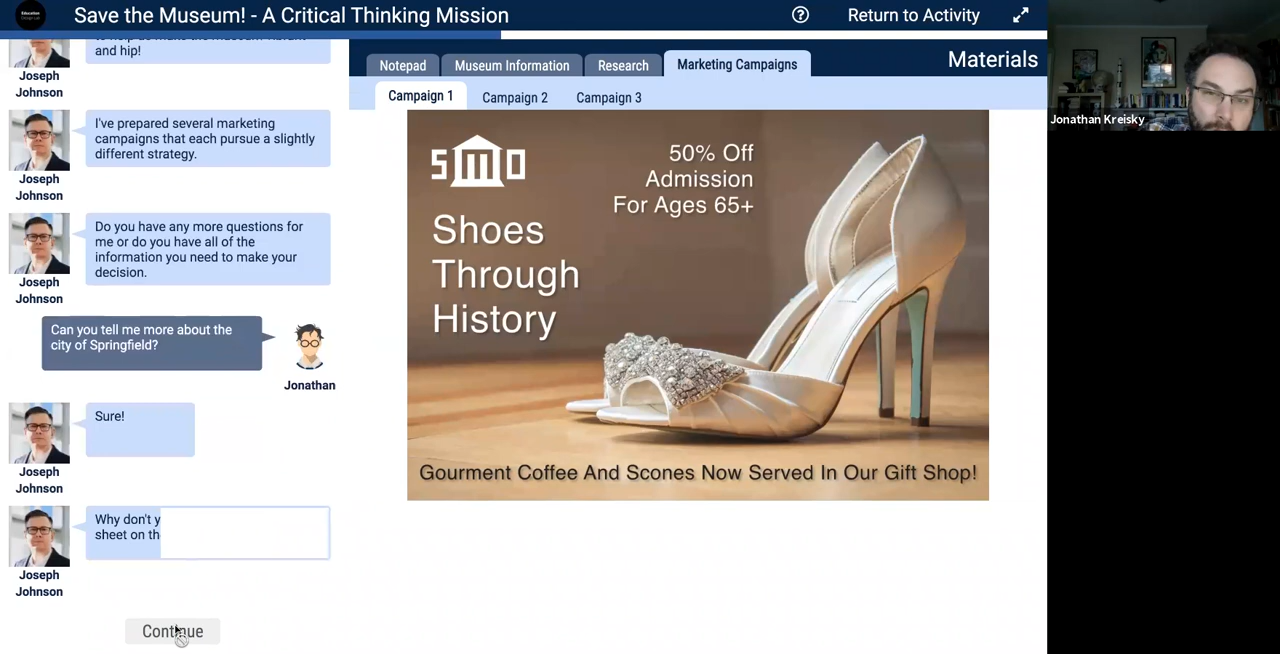 Education
Design Lab
Save the Museum! - A Critical Thinking Mission
Return to Activity
and hip!
Joseph
Johnson
I've prepared several marketing
campaigns that each pursue a slightly
different strategy.
Joseph
Johnson
Do you have any more questions for
me or do you have all of the
information you need to make your
decision.
Joseph
Johnson
Can you tell me more about the
city of Springfield?
Jonathan
Sure!
Joseph
Johnson
Why don't y
sheet on th
Joseph
Johnson
Continue
Notepad
Museum Information
Research
Marketing Campaigns
Materials
Campaign 1
Campaign 2
Campaign 3
SMO
50% Off
Admission
For Ages 65+
Shoes
Through
History
Gourment Coffee And Scones Now Served In Our Gift Shop!
Jonathan Kreisky